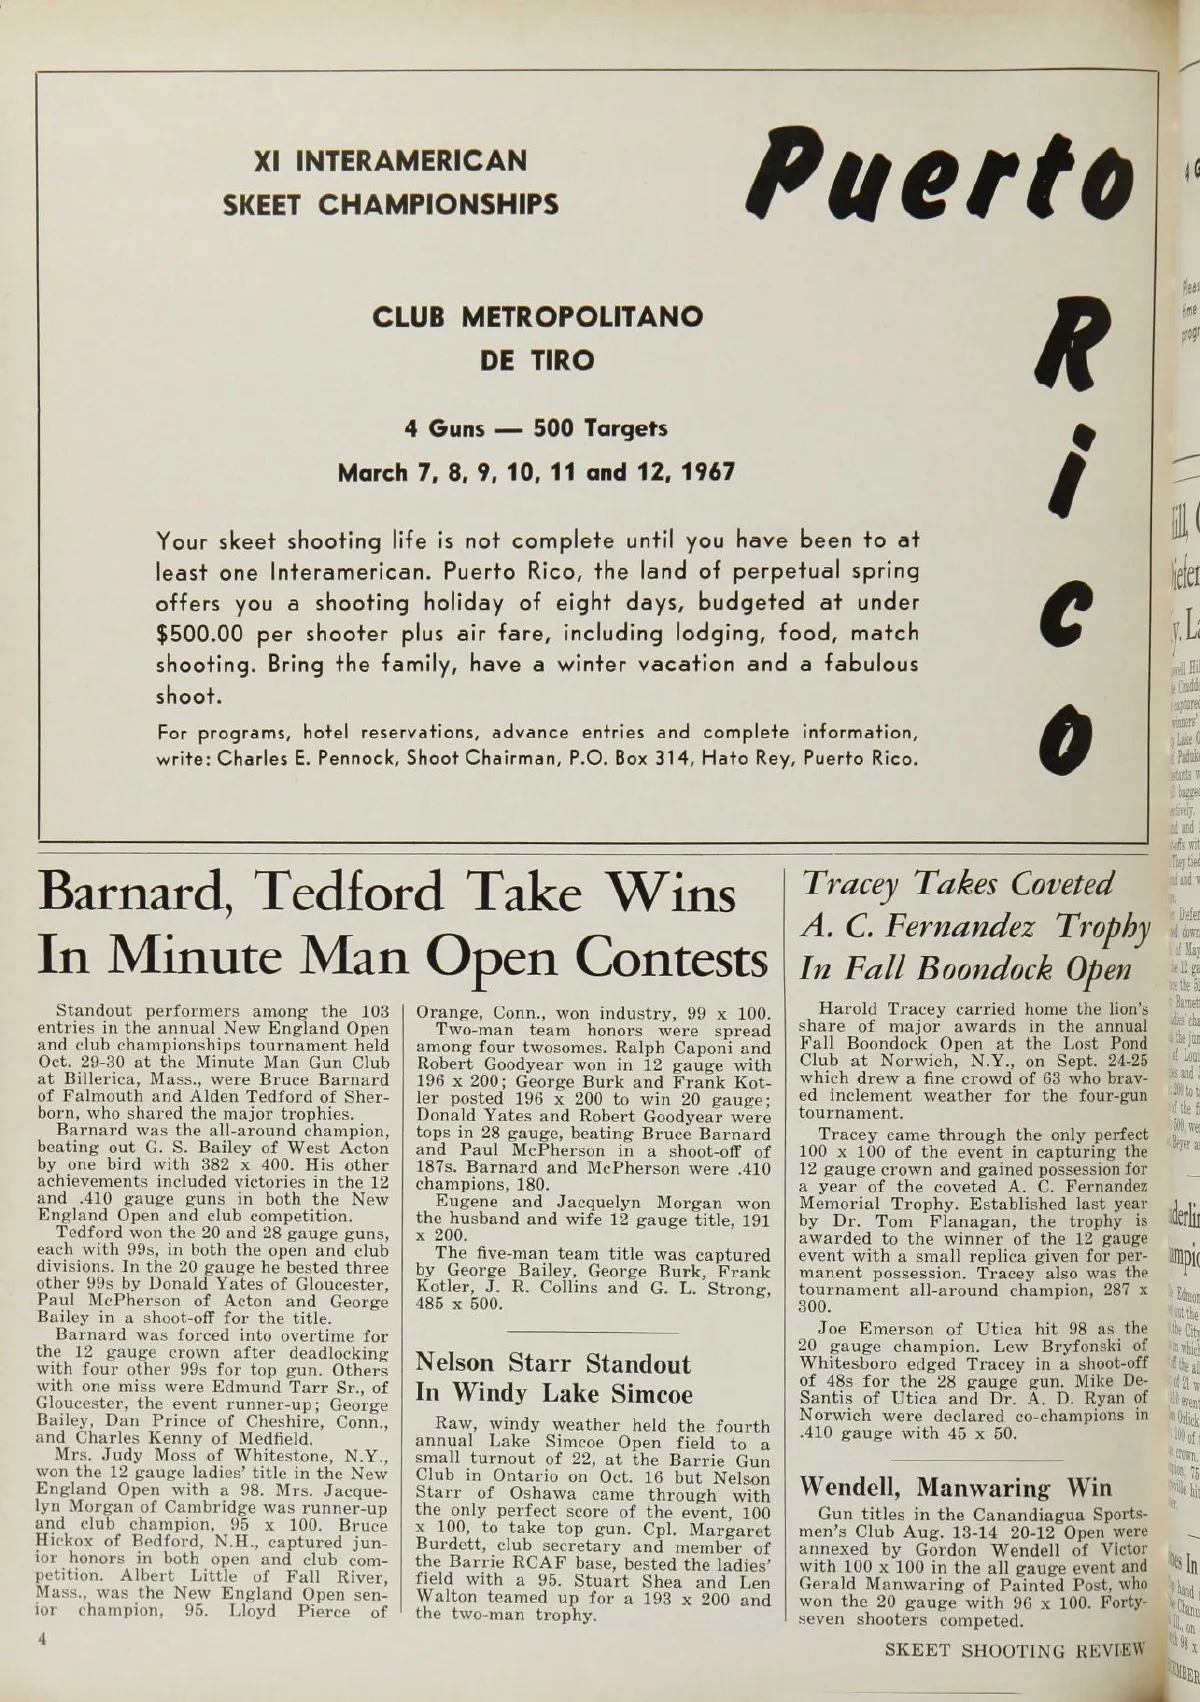 XI INTERAMERICAN
SKEET CHAMPIONSHIPS
Puerto
Rico
CLUB METROPOLITANO
DE TIRO
4 Guns — 500 Targets
March 7, 8, 9, 10, 11 and 12, 1967
Your skeet shooting life is not complete until you have been to at
least one Interamerican. Puerto Rico, the land of perpetual spring
offers you a shooting holiday of eight days, budgeted at under
$500.00 per shooter plus air fare, including lodging, food, match
shooting. Bring the family, have a winter vacation and a fabulous
shoot.
For programs, hotel reservations, advance entries and complete information,
write: Charles E. Pennock, Shoot Chairman, P.O. Box 314, Hato Rey, Puerto Rico.
Barnard, Tedford Take Wins
In Minute Man Open Contests
Standout performers among the 103
entries in the annual New England Open
and club championships tournament held
Oct. 29-30 at the Minute Man Gun Club
at Billerica, Mass., were Bruce Barnard
of Falmouth and Alden Tedford of Sher-
born, who shared the major trophies.
Barnard was the all-around champion,
beating out G. S. Bailey of West Acton
by one bird with 382 x 400. His other
achievements included victories in the 12
and .410 gauge guns in both the New
England Open and club competition.
Tedford won the 20 and 28 gauge guns,
each with 99s, in both the open and club
divisions. In the 20 gauge he bested three
other 99s by Donald Yates of Gloucester,
Paul McPherson of Acton and George
Bailey in a shoot-off for the title.
Barnard was forced into overtime for
the 12 gauge crown after deadlocking
with four other 99s for top gun. Others
with one miss were Edmund Tarr Sr., of
Gloucester, the event runner-up; George
Bailey, Dan Prince of Cheshire, Conn.,
and Charles Kenny of Medfield.
Mrs. Judy Moss of Whitestone, N.Y.,
won the 12 gauge ladies' title in the New
England Open with a 98. Mrs. Jacque-
lyn Morgan of Cambridge was runner-up
and club champion, 95 x 100. Bruce
Hickox of Bedford, N.H., captured jun-
ior honors in both open and club com-
petition. Albert Little of Fall River,
Mass., was the New England Open sen-
ior champion, 95. Lloyd Pierce of
Orange, Conn., won industry, 99 x 100.
Two-man team honors were spread
among four twosomes. Ralph Caponi and
Robert Goodyear won in 12 gauge with
196 x 200; George Burk and Frank Kot-
ler posted 196 x 200 to win 20 gauge;
Donald Yates and Robert Goodyear were
tops in 28 gauge, beating Bruce Barnard
and Paul McPherson in a shoot-off of
187s. Barnard and McPherson were .410
champions, 180.
Eugene and Jacquelyn Morgan won
the husband and wife 12 gauge title, 191
x 200.
The five-man team title was captured
by George Bailey, George Burk, Frank
Kotler, J. R. Collins and G. L. Strong,
485 x 500.
Nelson Starr Standout
In Windy Lake Simcoe
Raw, windy weather held the fourth
annual Lake Simcoe Open field to a
small turnout of 22, at the Barrie Gun
Club in Ontario on Oct. 16 but Nelson
Starr of Oshawa came through with
the only perfect score of the event, 100
x 100, to take top gun. Cpl. Margaret
Burdett, club secretary and member of
the Barrie RCAF base, bested the ladies'
field with a 95. Stuart Shea and Len
Walton teamed up for a 193 x 200 and
the two-man trophy.
Tracey Takes Coveted
A. C. Fernandez Trophy
In Fall Boondock Open
Harold Tracey carried home the lion's
share of major awards in the annual
Fall Boondock Open at the Lost Pond
Club at Norwich, N.Y., on Sept. 24-25
which drew a fine crowd of 63 who brav-
ed inclement weather for the four-gun
tournament.
Tracey came through the only perfect
100 x 100 of the event in capturing the
12 gauge crown and gained possession for
a year of the coveted A. C. Fernandez
Memorial Trophy. Established last year
by Dr. Tom Flanagan, the trophy is
awarded to the winner of the 12 gauge
event with a small replica given for per-
manent possession. Tracey also was the
tournament all-around champion, 287 x
300.
Joe Emerson of Utica hit 98 as the
20 gauge champion. Lew Bryfonski of
Whitesboro edged Tracey in a shoot-off
of 48s for the 28 gauge gun. Mike De-
Santis of Utica and Dr. A. D. Ryan of
Norwich were declared co-champions in
.410 gauge with 45 x 50.
Wendell, Manwaring Win
Gun titles in the Canandiagua Sports-
men's Club Aug. 13-14 20-12 Open were
annexed by Gordon Wendell of Victor
with 100 x 100 in the all gauge event and
Gerald Manwaring of Painted Post, who
won the 20 gauge with 96 x 100. Forty-
seven shooters competed.
4
SKEET SHOOTING REVIEW